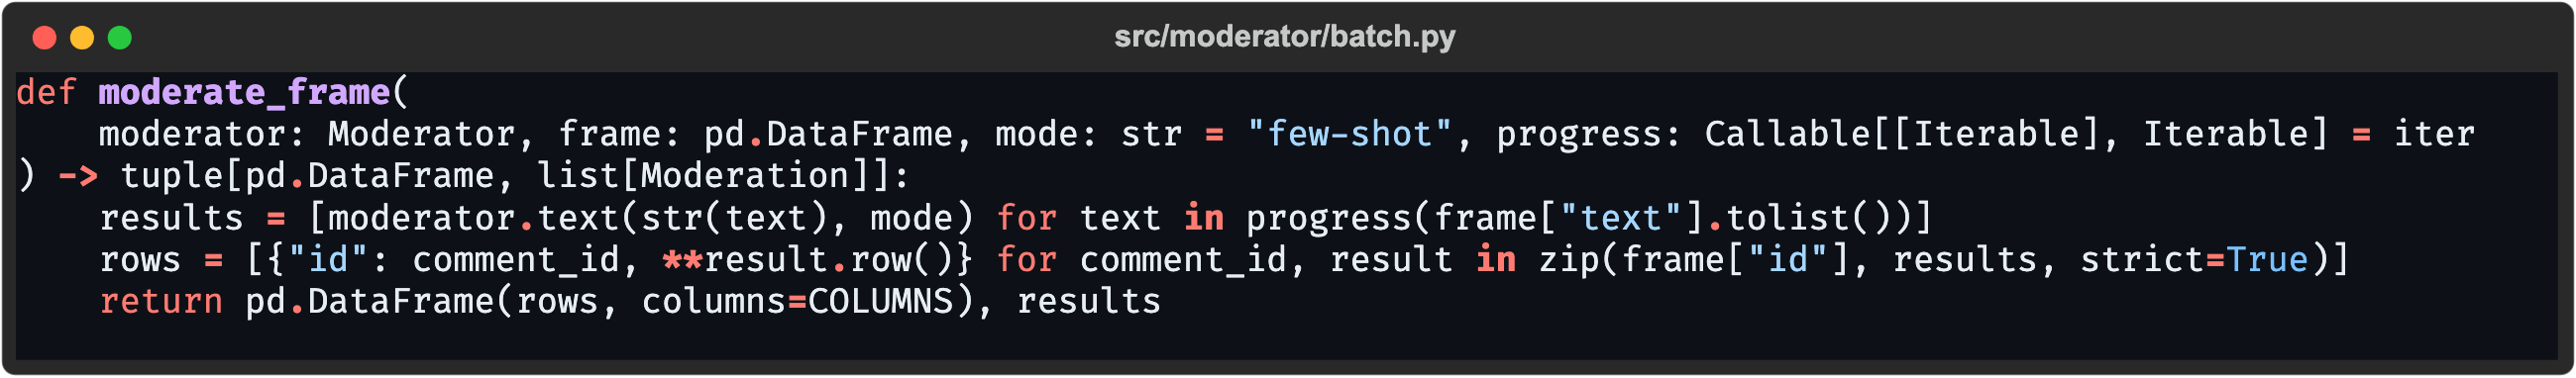 src/moderator/batch.py
def moderate_frame(
    moderator: Moderator, frame: pd.DataFrame, mode: str = "few-shot", progress: Callable[[Iterable], Iterable] = iter
) -> tuple[pd.DataFrame, list[Moderation]]:
    results = [moderator.text(str(text), mode) for text in progress(frame["text"].tolist())]
    rows = [{"id": comment_id, **result.row()} for comment_id, result in zip(frame["id"], results, strict=True)]
    return pd.DataFrame(rows, columns=COLUMNS), results